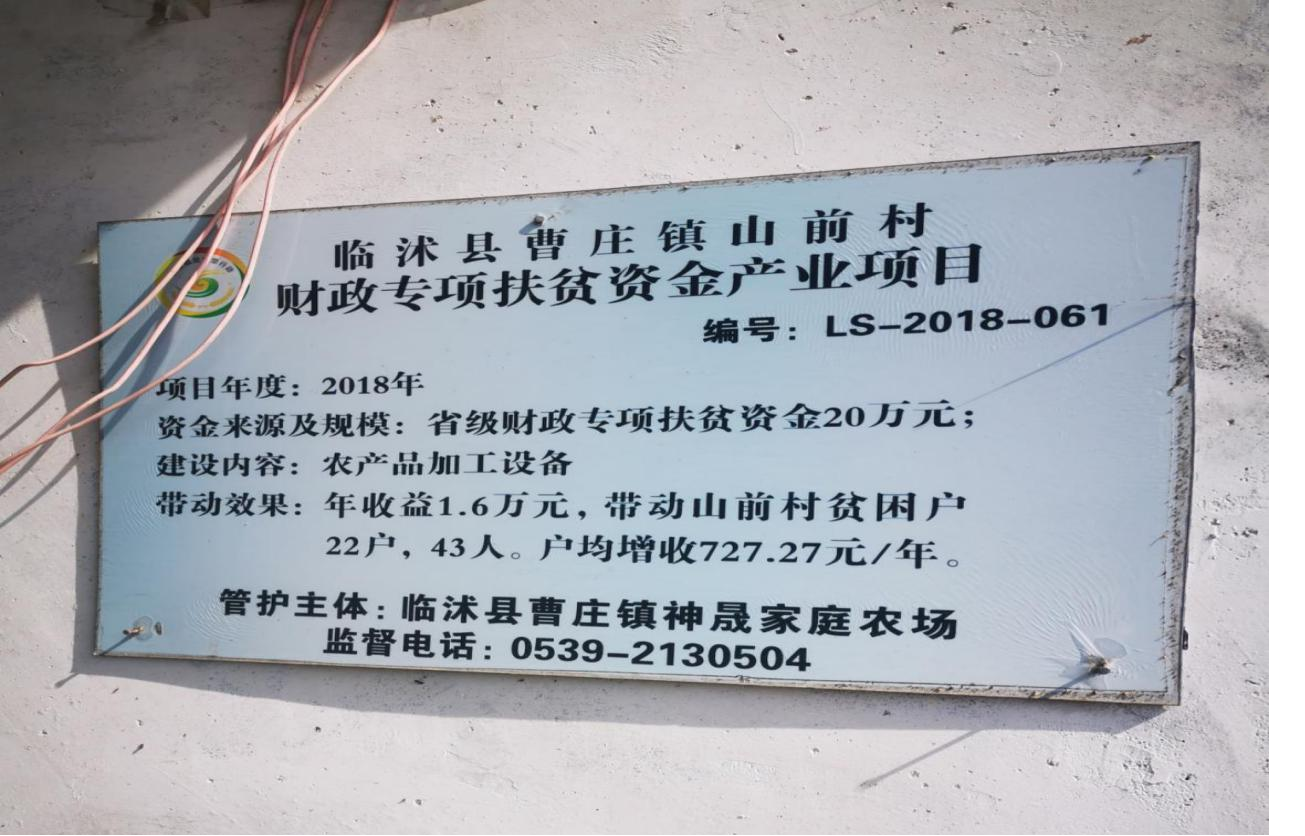 临沭县曹庄镇山前村
财政专项扶贫资金产业项目
编号：LS-2018-061
项目年度：2018年
资金来源及规模：省级财政专项扶贫资金20万元；
建设内容：农产品加工设备
带动效果：年收益1.6万元，带动山前村贫困户
22户，43人。户均增收727.27元/年。
管护主体：临沭县曹庄镇神晟家庭农场
监督电话：0539-2130504